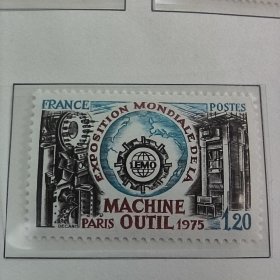 FRANCE POSTES
EXPOSITION MONDIALE DE LA
EMO
MACHINE
PARIS OUTIL 1975
1,20